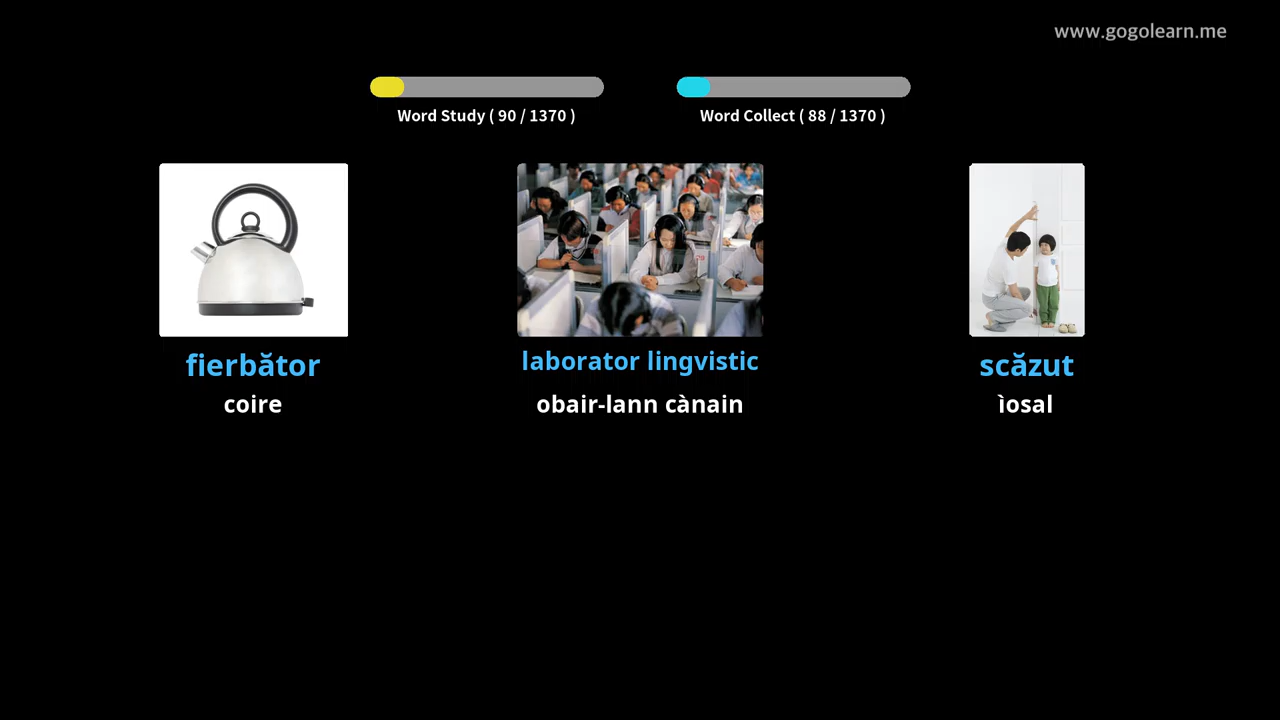 www.gogolearn.me
Word Study ( 90 / 1370 )
Word Collect ( 88 / 1370 )
fierbător
laborator lingvistic
scăzut
coire
obair-lann cànain
ìosal